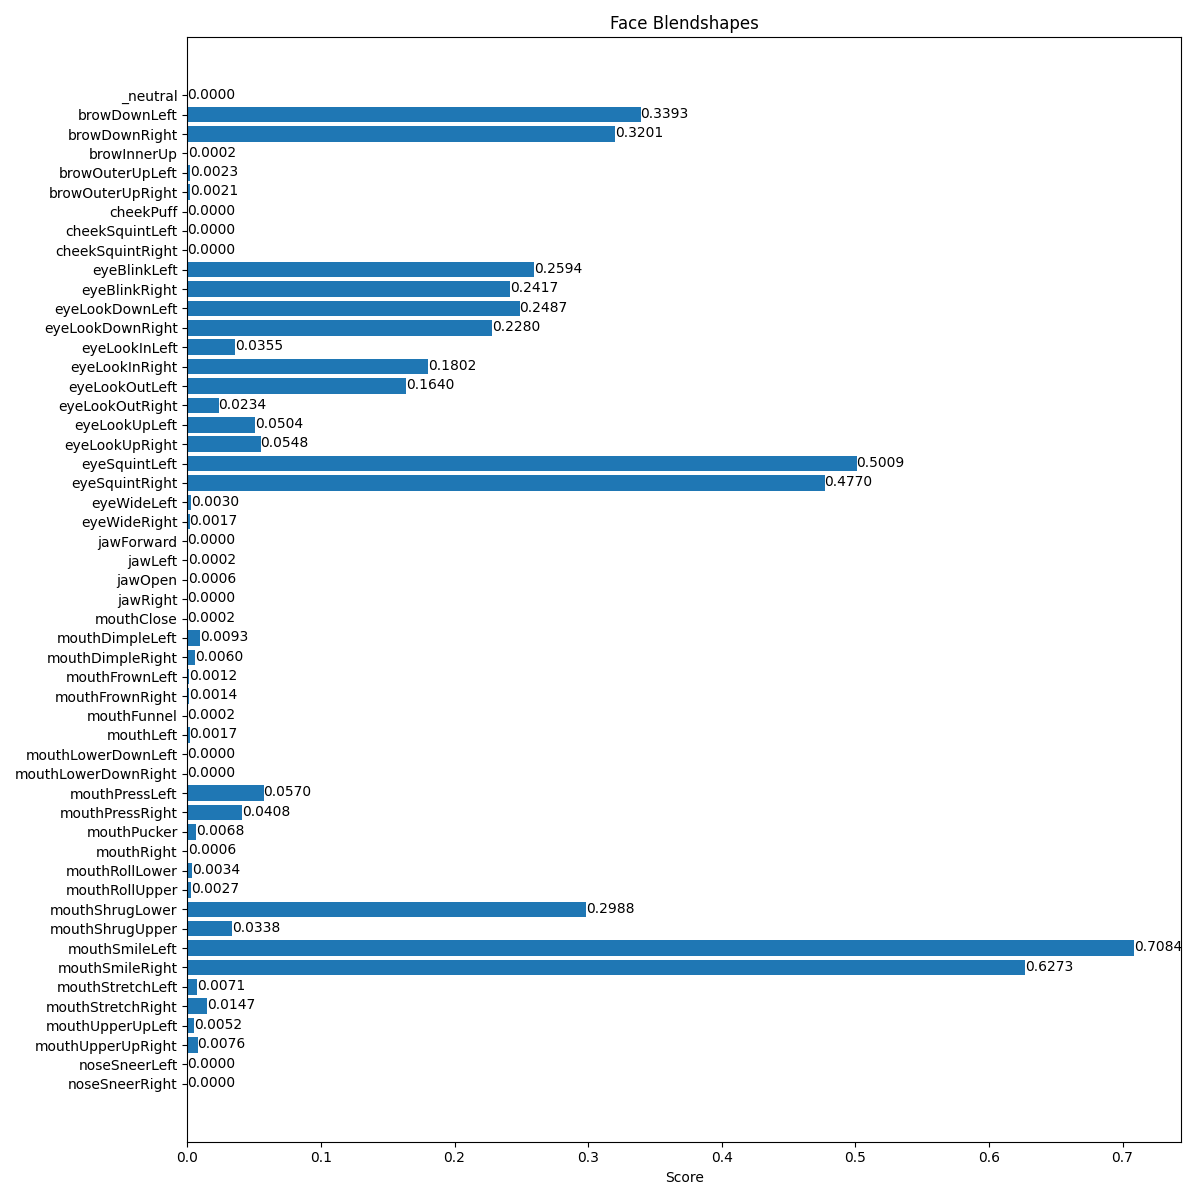 Face Blendshapes
_neutral 0.0000
browDownLeft 0.3393
browDownRight 0.3201
browInnerUp 0.0002
browOuterUpLeft 0.0023
browOuterUpRight 0.0021
cheekPuff 0.0000
cheekSquintLeft 0.0000
cheekSquintRight 0.0000
eyeBlinkLeft 0.2594
eyeBlinkRight 0.2417
eyeLookDownLeft 0.2487
eyeLookDownRight 0.2280
eyeLookInLeft 0.0355
eyeLookInRight 0.1802
eyeLookOutLeft 0.1640
eyeLookOutRight 0.0234
eyeLookUpLeft 0.0504
eyeLookUpRight 0.0548
eyeSquintLeft 0.5009
eyeSquintRight 0.4770
eyeWideLeft 0.0030
eyeWideRight 0.0017
jawForward 0.0000
jawLeft 0.0002
jawOpen 0.0006
jawRight 0.0000
mouthClose 0.0002
mouthDimpleLeft 0.0093
mouthDimpleRight 0.0060
mouthFrownLeft 0.0012
mouthFrownRight 0.0014
mouthFunnel 0.0002
mouthLeft 0.0017
mouthLowerDownLeft 0.0000
mouthLowerDownRight 0.0000
mouthPressLeft 0.0570
mouthPressRight 0.0408
mouthPucker 0.0068
mouthRight 0.0006
mouthRollLower 0.0034
mouthRollUpper 0.0027
mouthShrugLower 0.2988
mouthShrugUpper 0.0338
mouthSmileLeft 0.7084
mouthSmileRight 0.6273
mouthStretchLeft 0.0071
mouthStretchRight 0.0147
mouthUpperUpLeft 0.0052
mouthUpperUpRight 0.0076
noseSneerLeft 0.0000
noseSneerRight 0.0000
0.0 0.1 0.2 0.3 0.4 0.5 0.6 0.7
Score